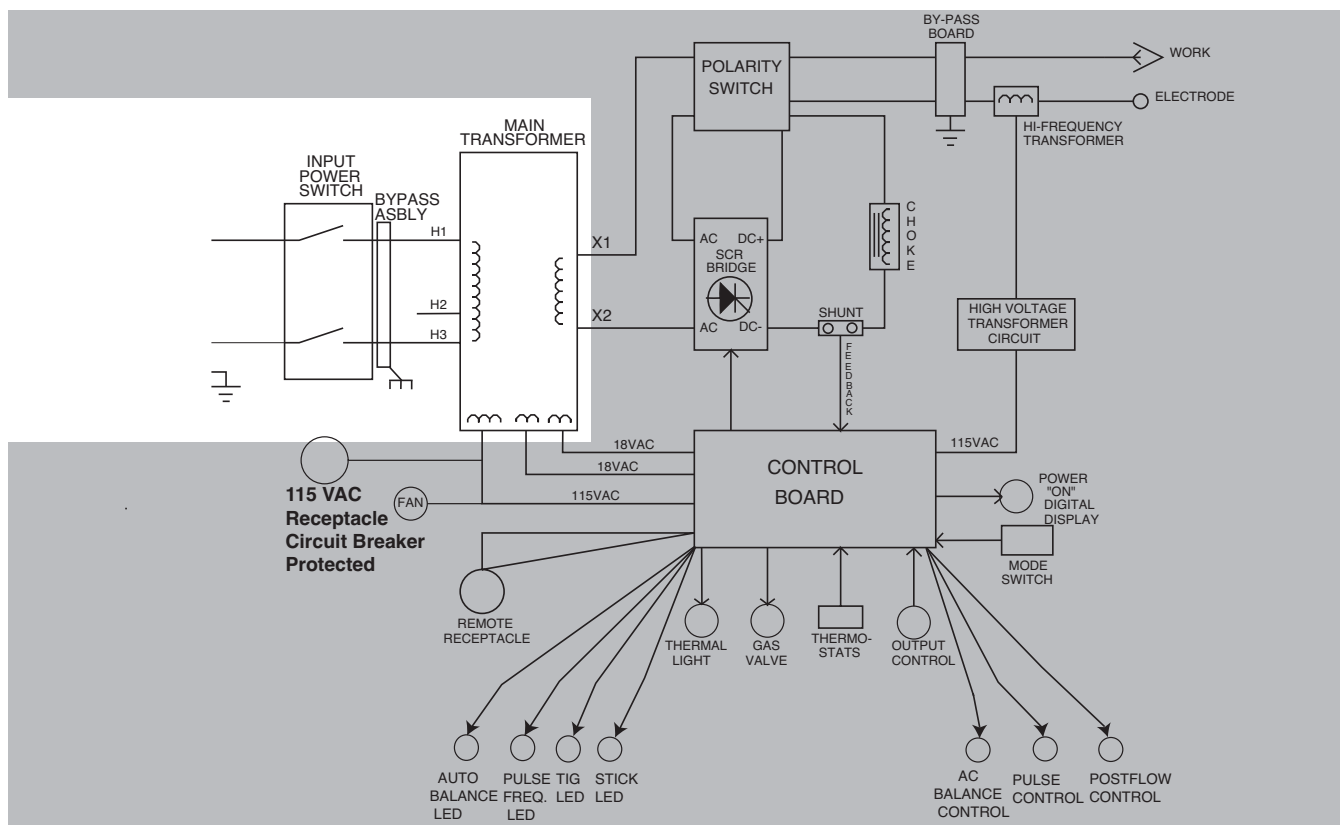 BY-PASS
BOARD
POLARITY
SWITCH
WORK
ELECTRODE
HI-FREQUENCY
TRANSFORMER
MAIN
TRANSFORMER
INPUT
POWER
SWITCH
BYPASS
ASBLY
H1
H2
H3
X1
X2
AC DC+
SCR
BRIDGE
AC DC-
CHOKE
SHUNT
FEEDBACK
HIGH VOLTAGE
TRANSFORMER
CIRCUIT
18VAC
18VAC
115VAC
115VAC
CONTROL
BOARD
115 VAC
Receptacle
Circuit Breaker
Protected
FAN
POWER
"ON"
DIGITAL
DISPLAY
MODE
SWITCH
REMOTE
RECEPTACLE
THERMAL
LIGHT
GAS
VALVE
THERMO-
STATS
OUTPUT
CONTROL
AUTO
BALANCE
LED
PULSE
FREQ.
LED
TIG
LED
STICK
LED
AC
BALANCE
CONTROL
PULSE
CONTROL
POSTFLOW
CONTROL